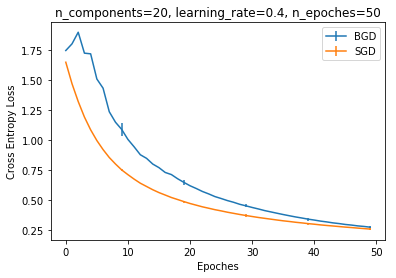 n_components=20, learning_rate=0.4, n_epoches=50
BGD
SGD
Cross Entropy Loss
1.75
1.50
1.25
1.00
0.75
0.50
0.25
0
10
20
30
40
50
Epoches